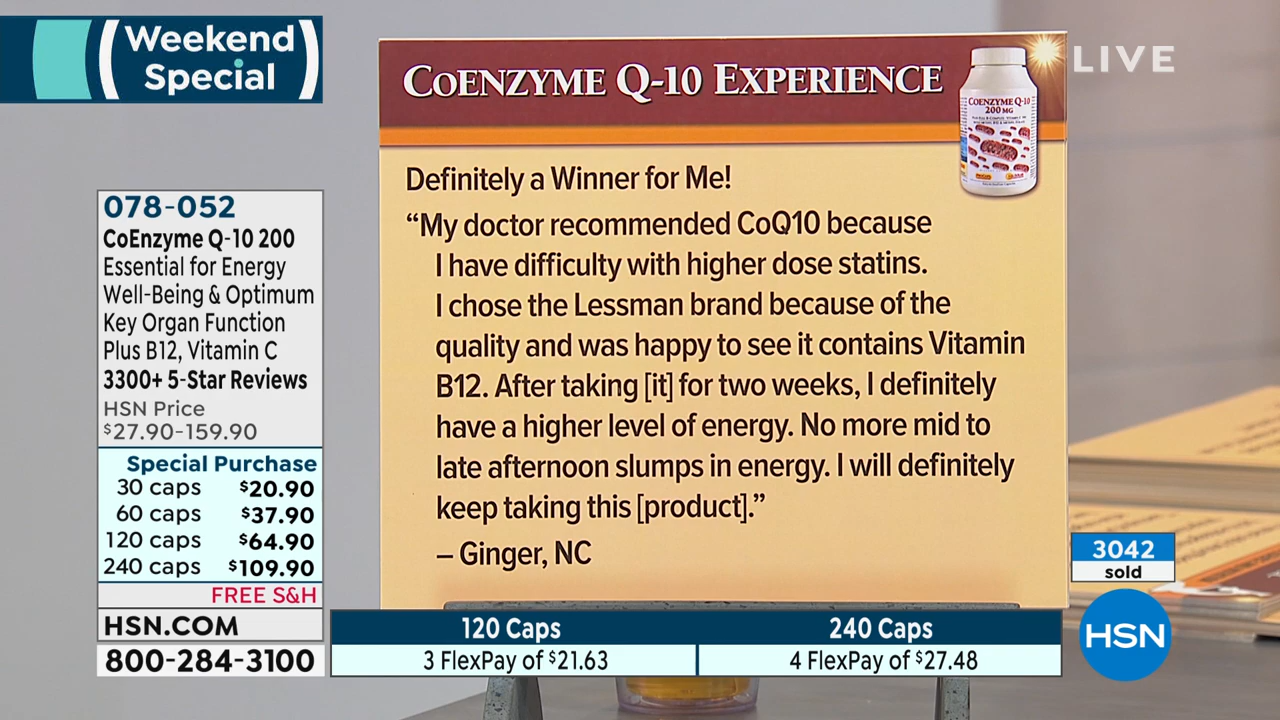 Weekend
Special
LIVE
COENZYME Q-10 EXPERIENCE
COENZYME Q-10
200 MG
Definitely a Winner for Me!
“My doctor recommended CoQ10 because
I have difficulty with higher dose statins.
I chose the Lessman brand because of the
quality and was happy to see it contains Vitamin
B12. After taking [it] for two weeks, I definitely
have a higher level of energy. No more mid to
late afternoon slumps in energy. I will definitely
keep taking this [product].”
– Ginger, NC
078-052
CoEnzyme Q-10 200
Essential for Energy
Well-Being & Optimum
Key Organ Function
Plus B12, Vitamin C
3300+ 5-Star Reviews
HSN Price
$27.90-159.90
Special Purchase
30 caps $20.90
60 caps $37.90
120 caps $64.90
240 caps $109.90
FREE S&H
HSN.COM
800-284-3100
120 Caps
3 FlexPay of $21.63
240 Caps
4 FlexPay of $27.48
3042
sold
HSN